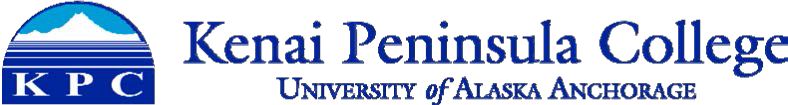 KPC
Kenai Peninsula College
UNIVERSITY of ALASKA ANCHORAGE